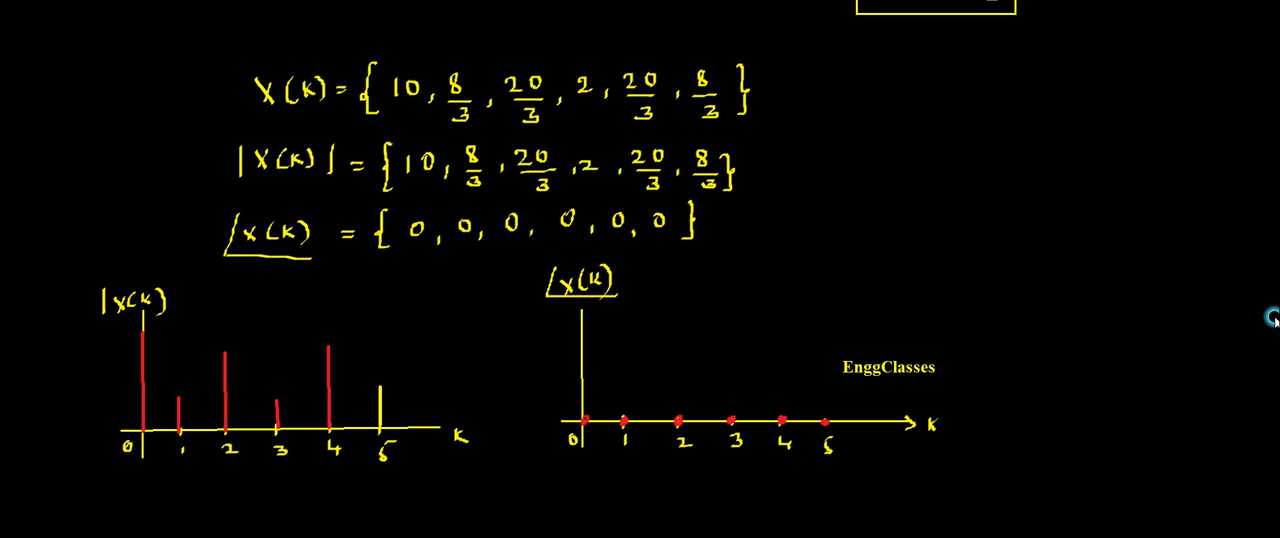 X(K) = { 10, 8/3, 20/3, 2, 20/3, 8/3 }
|X(K)| = { 10, 8/3, 20/3, 2, 20/3, 8/3 }
∠X(K) = { 0, 0, 0, 0, 0, 0 }
|X(K)
0 1 2 3 4 5 K
∠X(K)
EnggClasses
0 1 2 3 4 5 K